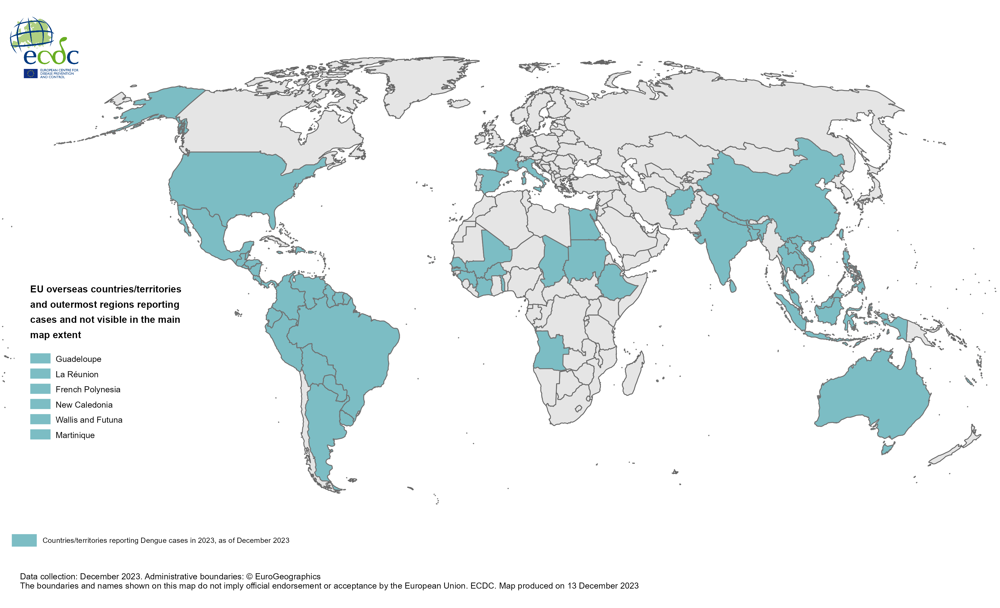 ecdc
EUROPEAN CENTRE FOR
DISEASE PREVENTION
AND CONTROL
EU overseas countries/territories
and outermost regions reporting
cases and not visible in the main
map extent
Guadeloupe
La Réunion
French Polynesia
New Caledonia
Wallis and Futuna
Martinique
Countries/territories reporting Dengue cases in 2023, as of December 2023
Data collection: December 2023. Administrative boundaries: © EuroGeographics
The boundaries and names shown on this map do not imply official endorsement or acceptance by the European Union. ECDC. Map produced on 13 December 2023